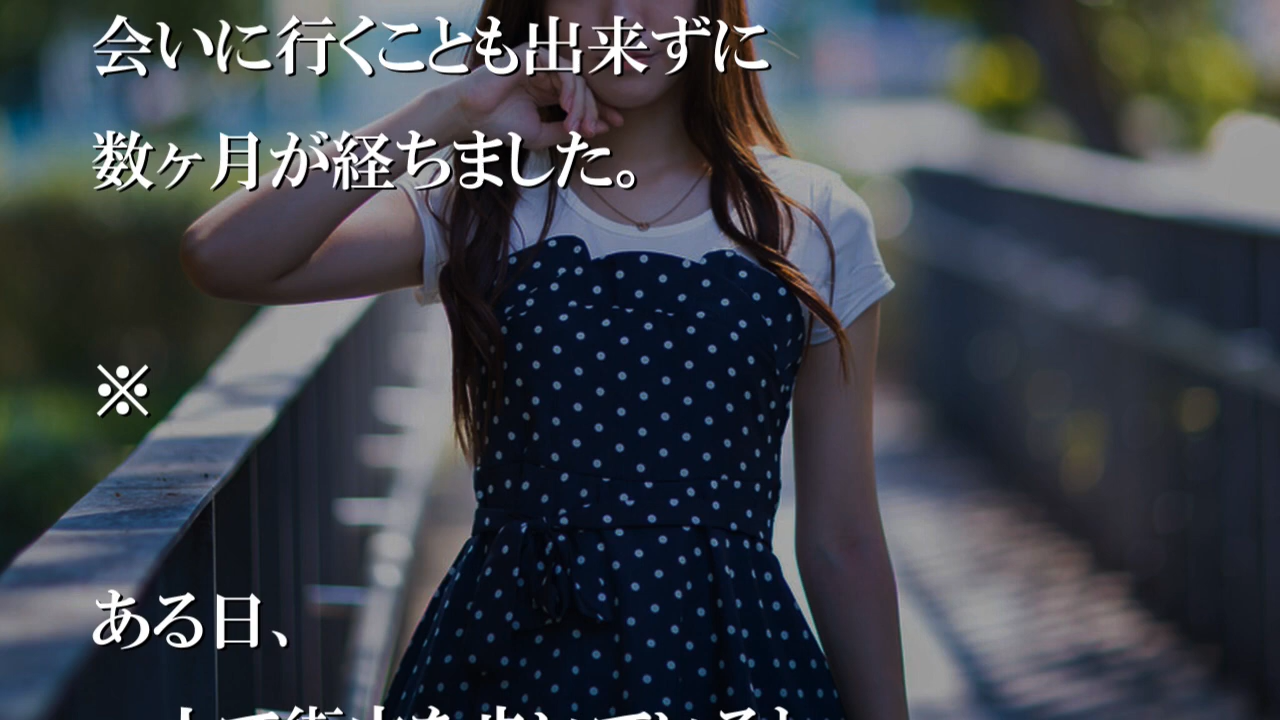 会いに行くことも出来ずに
数ヶ月が経ちました。
※
ある日、